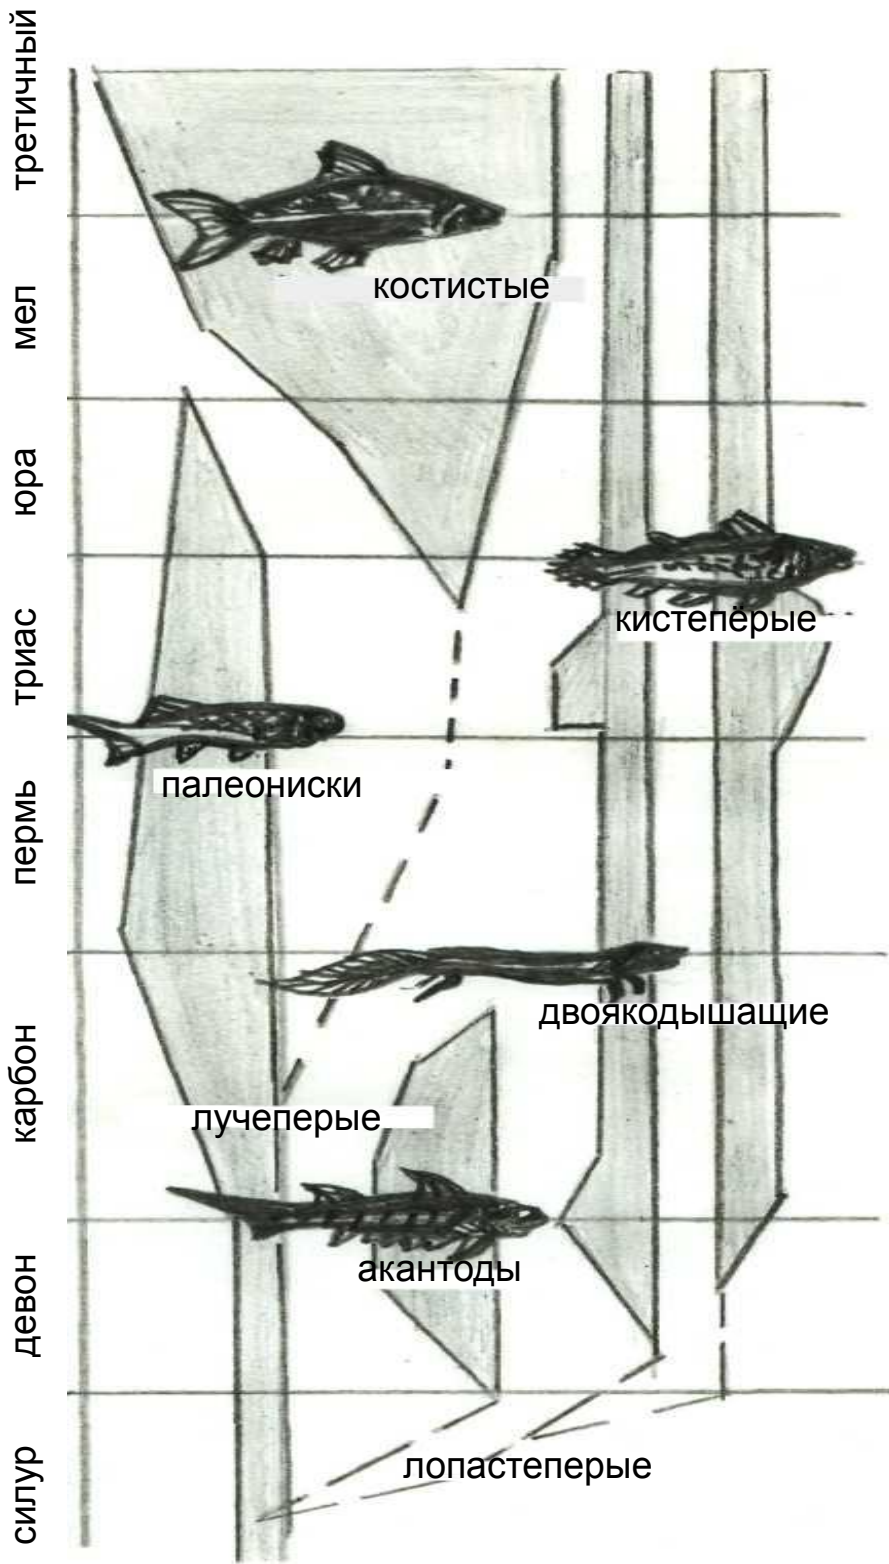 третичный
мел
юра
триас
пермь
карбон
девон
силур
костистые
кистепёрые
палеониски
двоякодышащие
лучеперые
акантоды
лопастеперые